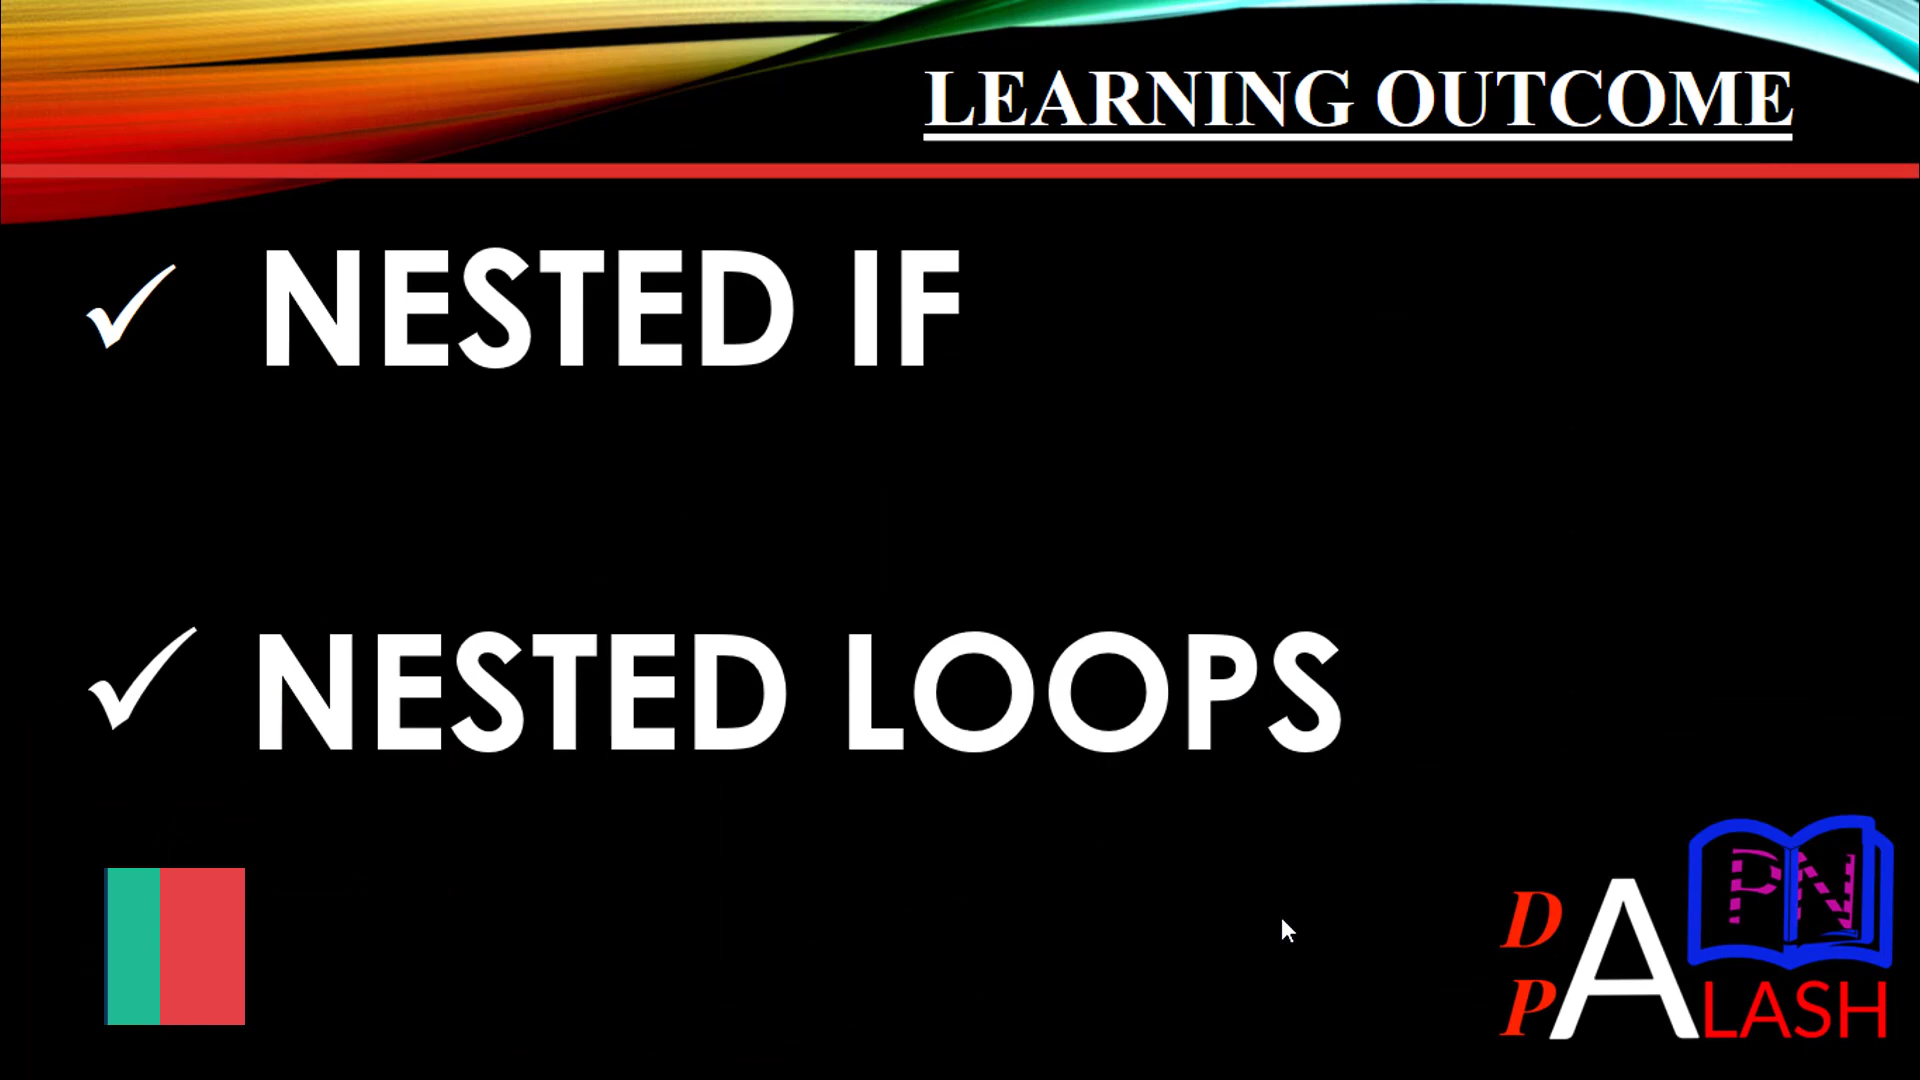 LEARNING OUTCOME
✓ NESTED IF
✓ NESTED LOOPS
PN
D
PALASH